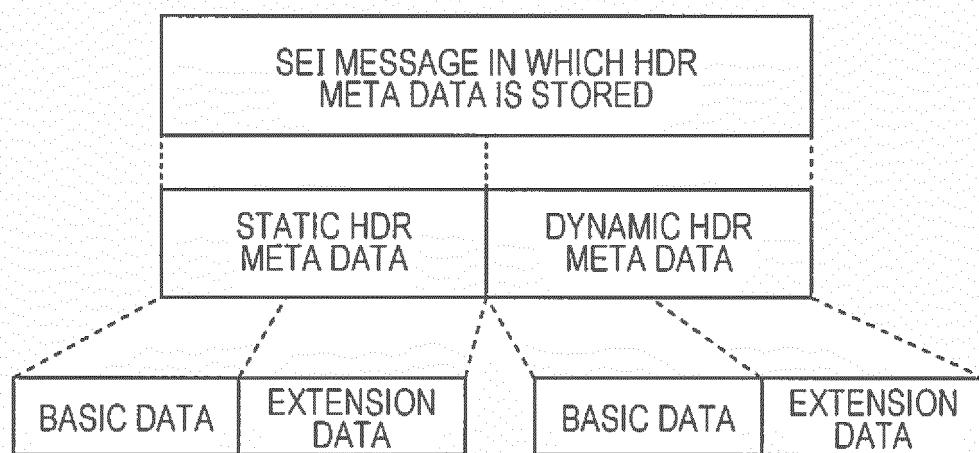 SEI MESSAGE IN WHICH HDR
META DATA IS STORED
STATIC HDR
META DATA
DYNAMIC HDR
META DATA
BASIC DATA
EXTENSION
DATA
BASIC DATA
EXTENSION
DATA